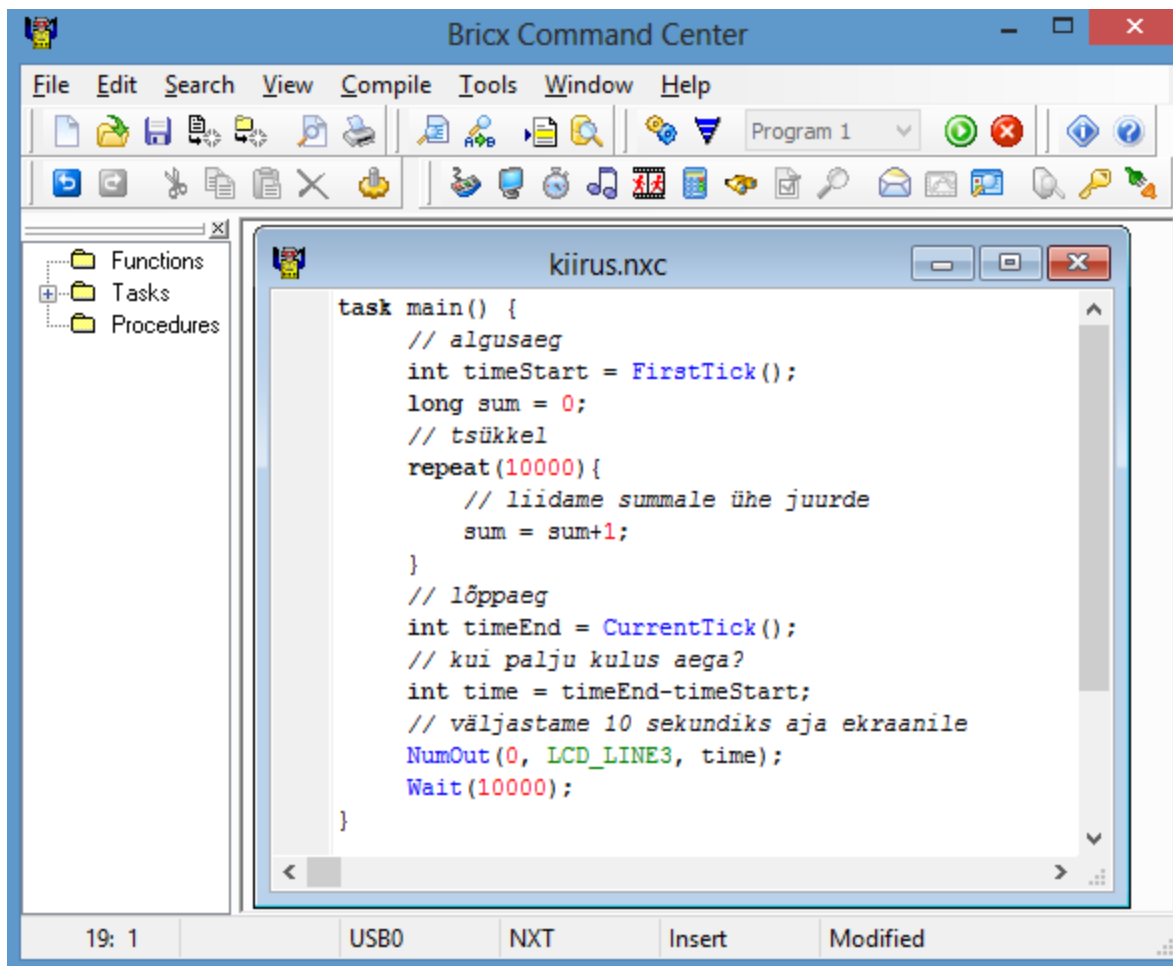 Bricx Command Center
File Edit Search View Compile Tools Window Help
Program 1
Functions
Tasks
Procedures
kiirus.nxc
task main() {
// algusaeg
int timeStart = FirstTick();
long sum = 0;
// tsükkel
repeat(10000){
// liidame summale ühe juurde
sum = sum+1;
}
// lõppaeg
int timeEnd = CurrentTick();
// kui palju kulus aega?
int time = timeEnd-timeStart;
// väljastame 10 sekundiks aja ekraanile
NumOut(0, LCD_LINE3, time);
Wait(10000);
}
19: 1 USB0 NXT Insert Modified